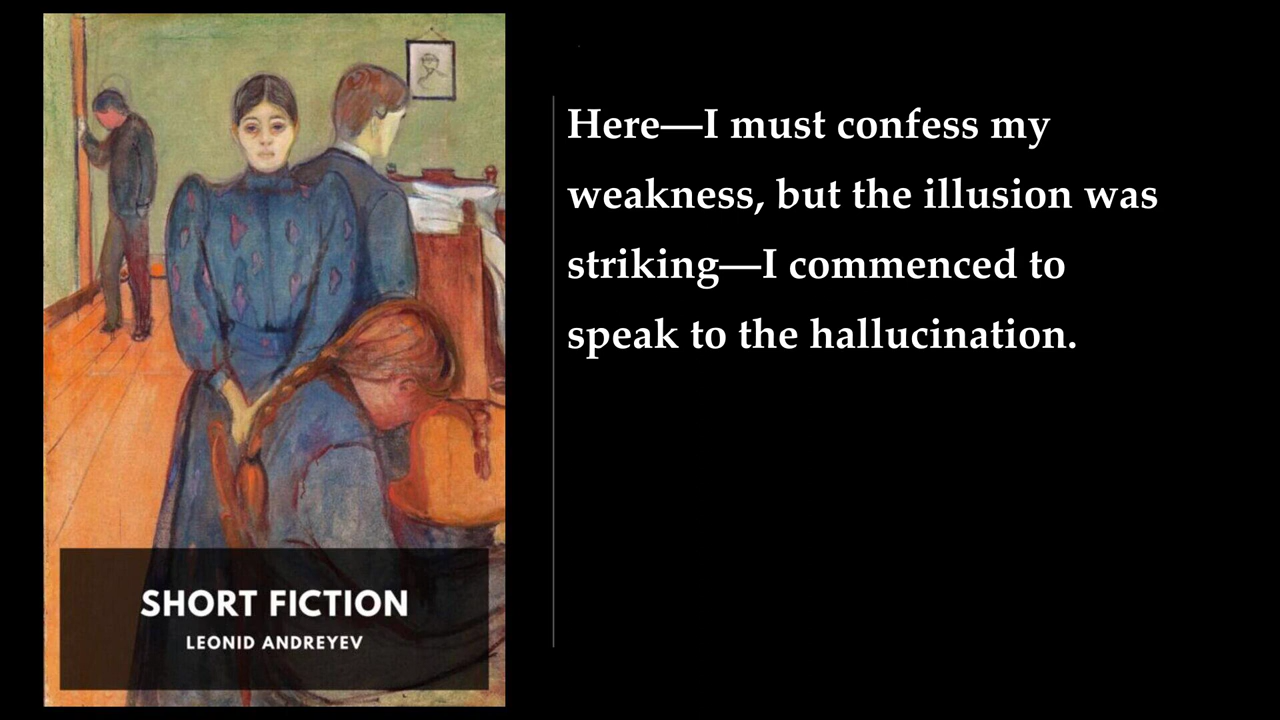 SHORT FICTION
LEONID ANDREYEV
Here—I must confess my
weakness, but the illusion was
striking—I commenced to
speak to the hallucination.